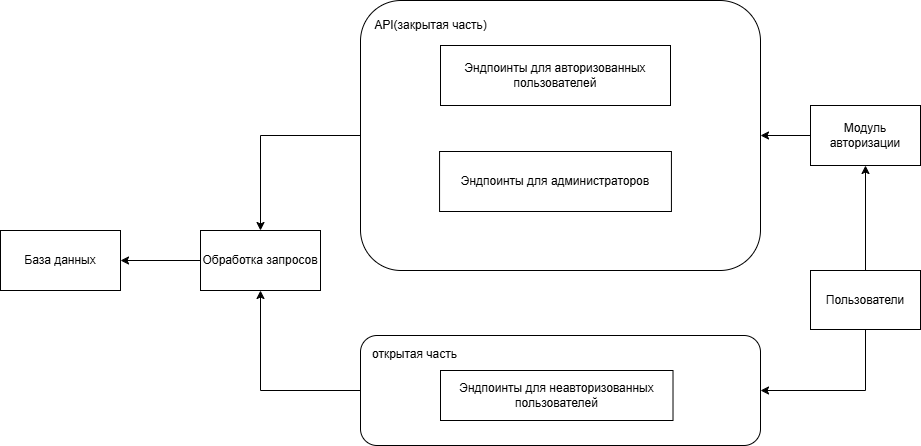 API(закрытая часть)
Эндпоинты для авторизованных
пользователей
Модуль
авторизации
Эндпоинты для администраторов
База данных
Обработка запросов
Пользователи
открытая часть
Эндпоинты для неавторизованных
пользователей